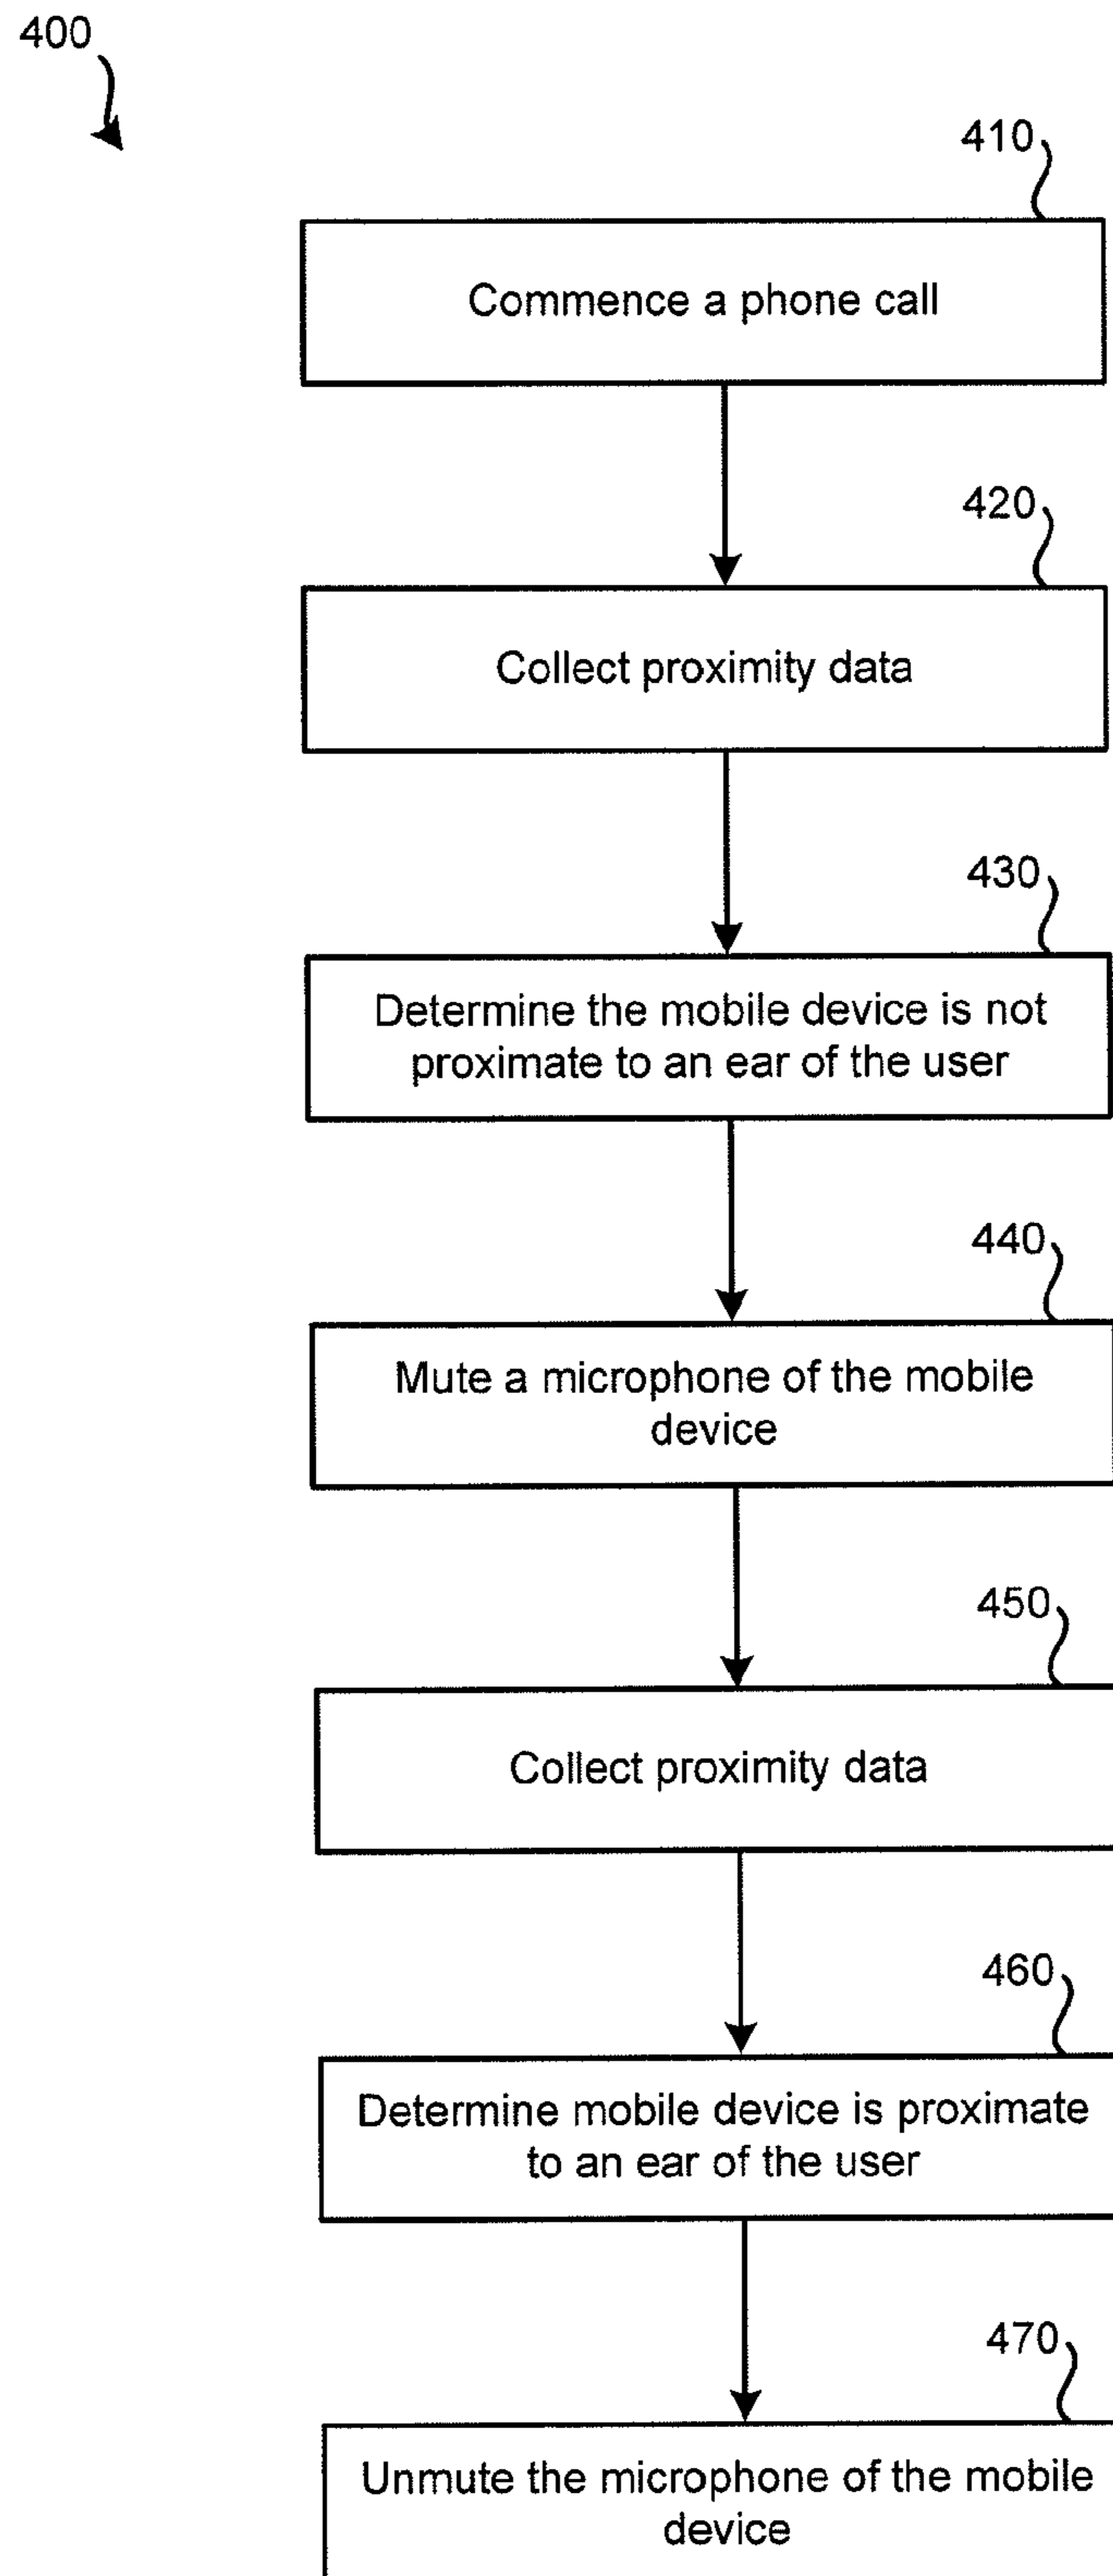 400
410
Commence a phone call
420
Collect proximity data
430
Determine the mobile device is not
proximate to an ear of the user
440
Mute a microphone of the mobile
device
450
Collect proximity data
460
Determine mobile device is proximate
to an ear of the user
470
Unmute the microphone of the mobile
device